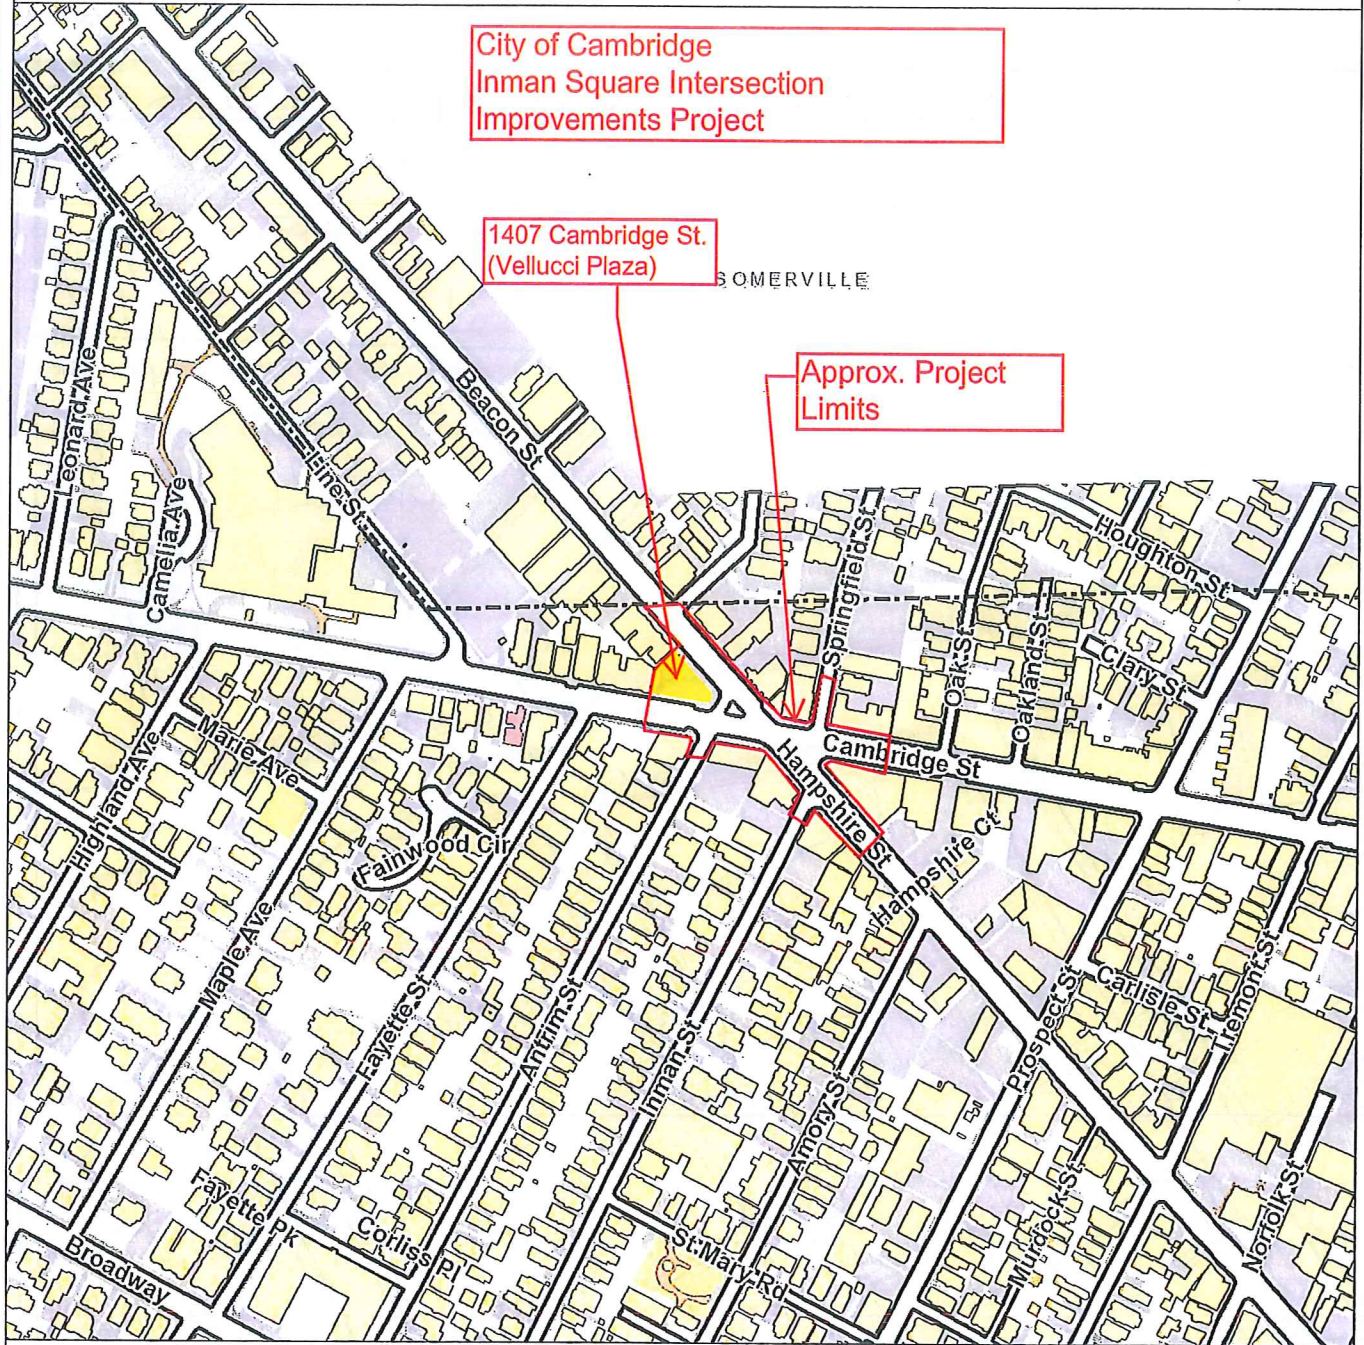 City of Cambridge
Inman Square Intersection
Improvements Project
1407 Cambridge St.
(Vellucci Plaza)
SOMERVILLE
Approx. Project
Limits
Beacon St
Leonard Ave
Line St
Camelia Ave
Springfield St
Houghton St
Oak St
Oakland St
Clary St
Cambridge St
Highland Ave
Marie Ave
Hampshire St
Hampshire Ct
Fainwood Cir
Maple Ave
Fayette St
Antrim St
Inman St
Amory St
Prospect St
Carlisle St
Tremont St
Fayette Pk
Corliss Pl
Broadway
St Mary Rd
Murdock St
Norfolk St